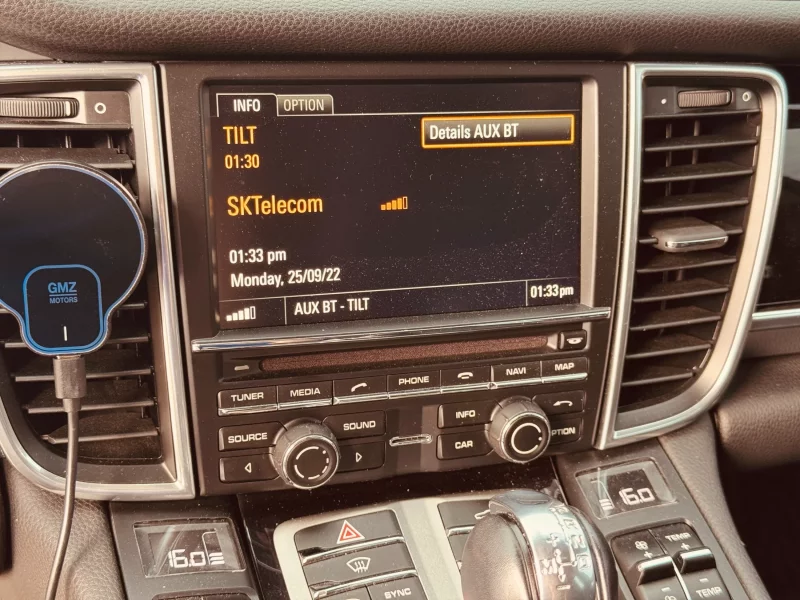 INFO OPTION
TILT
Details AUX BT
01:30
SKTelecom
01:33 pm
Monday, 25/09/22
AUX BT - TILT
01:33 pm
GMZ
MOTORS
TUNER MEDIA PHONE NAVI MAP
SOURCE SOUND INFO
CAR
16.0
16.0
SYNC
TEMP
TEMP